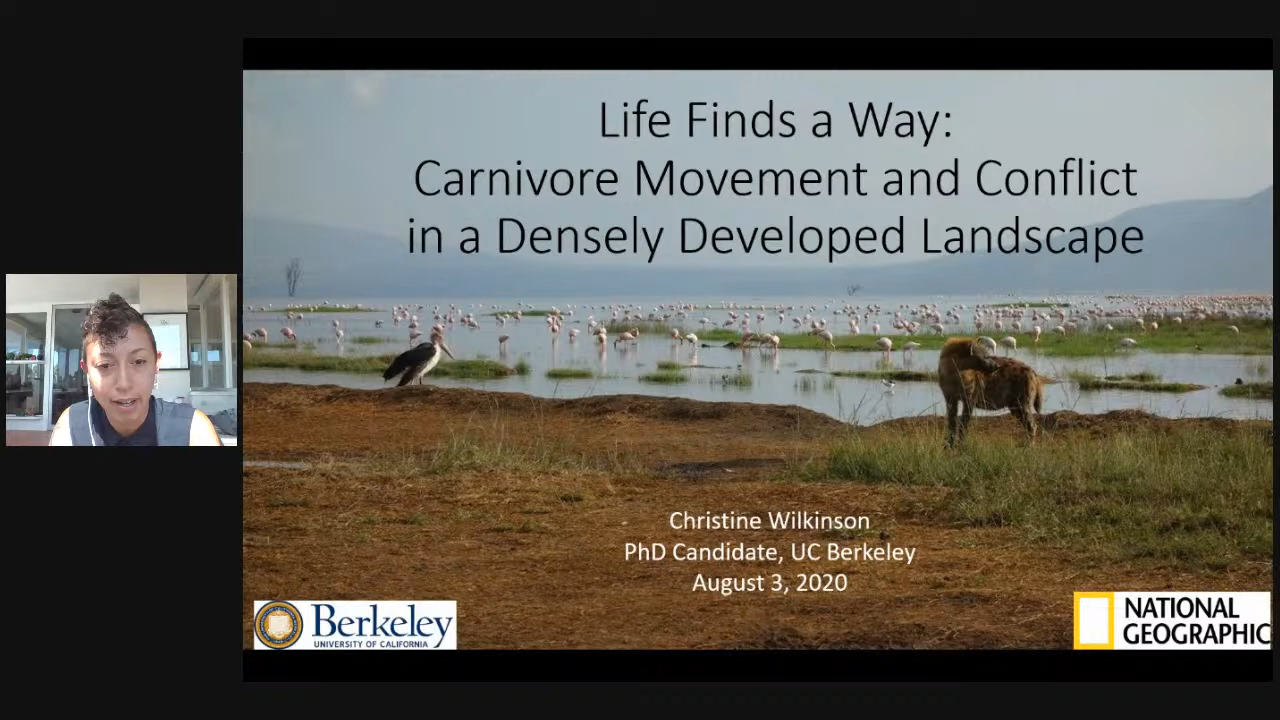 Life Finds a Way:
Carnivore Movement and Conflict
in a Densely Developed Landscape
Christine Wilkinson
PhD Candidate, UC Berkeley
August 3, 2020
Berkeley
UNIVERSITY OF CALIFORNIA
NATIONAL
GEOGRAPHIC